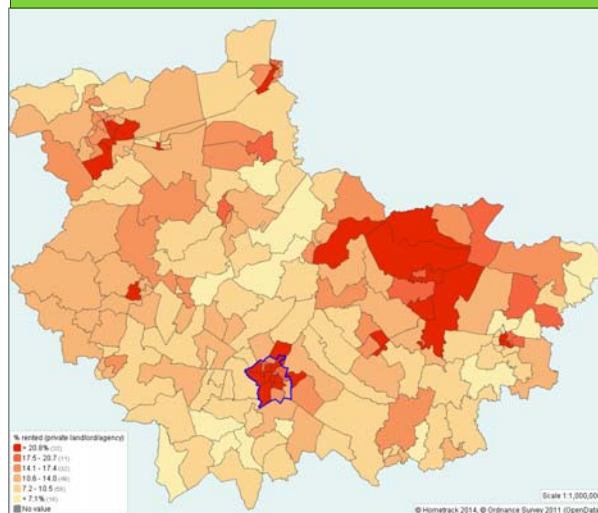 % rented (private landlord/agency)
> 20.8% (32)
17.5 - 20.7 (11)
14.1 - 17.4 (32)
10.6 - 14.0 (46)
7.2 - 10.5 (59)
< 7.1% (16)
No value
Scale 1:1,000,000
© Hometrack 2014, © Ordnance Survey 2011 (OpenData